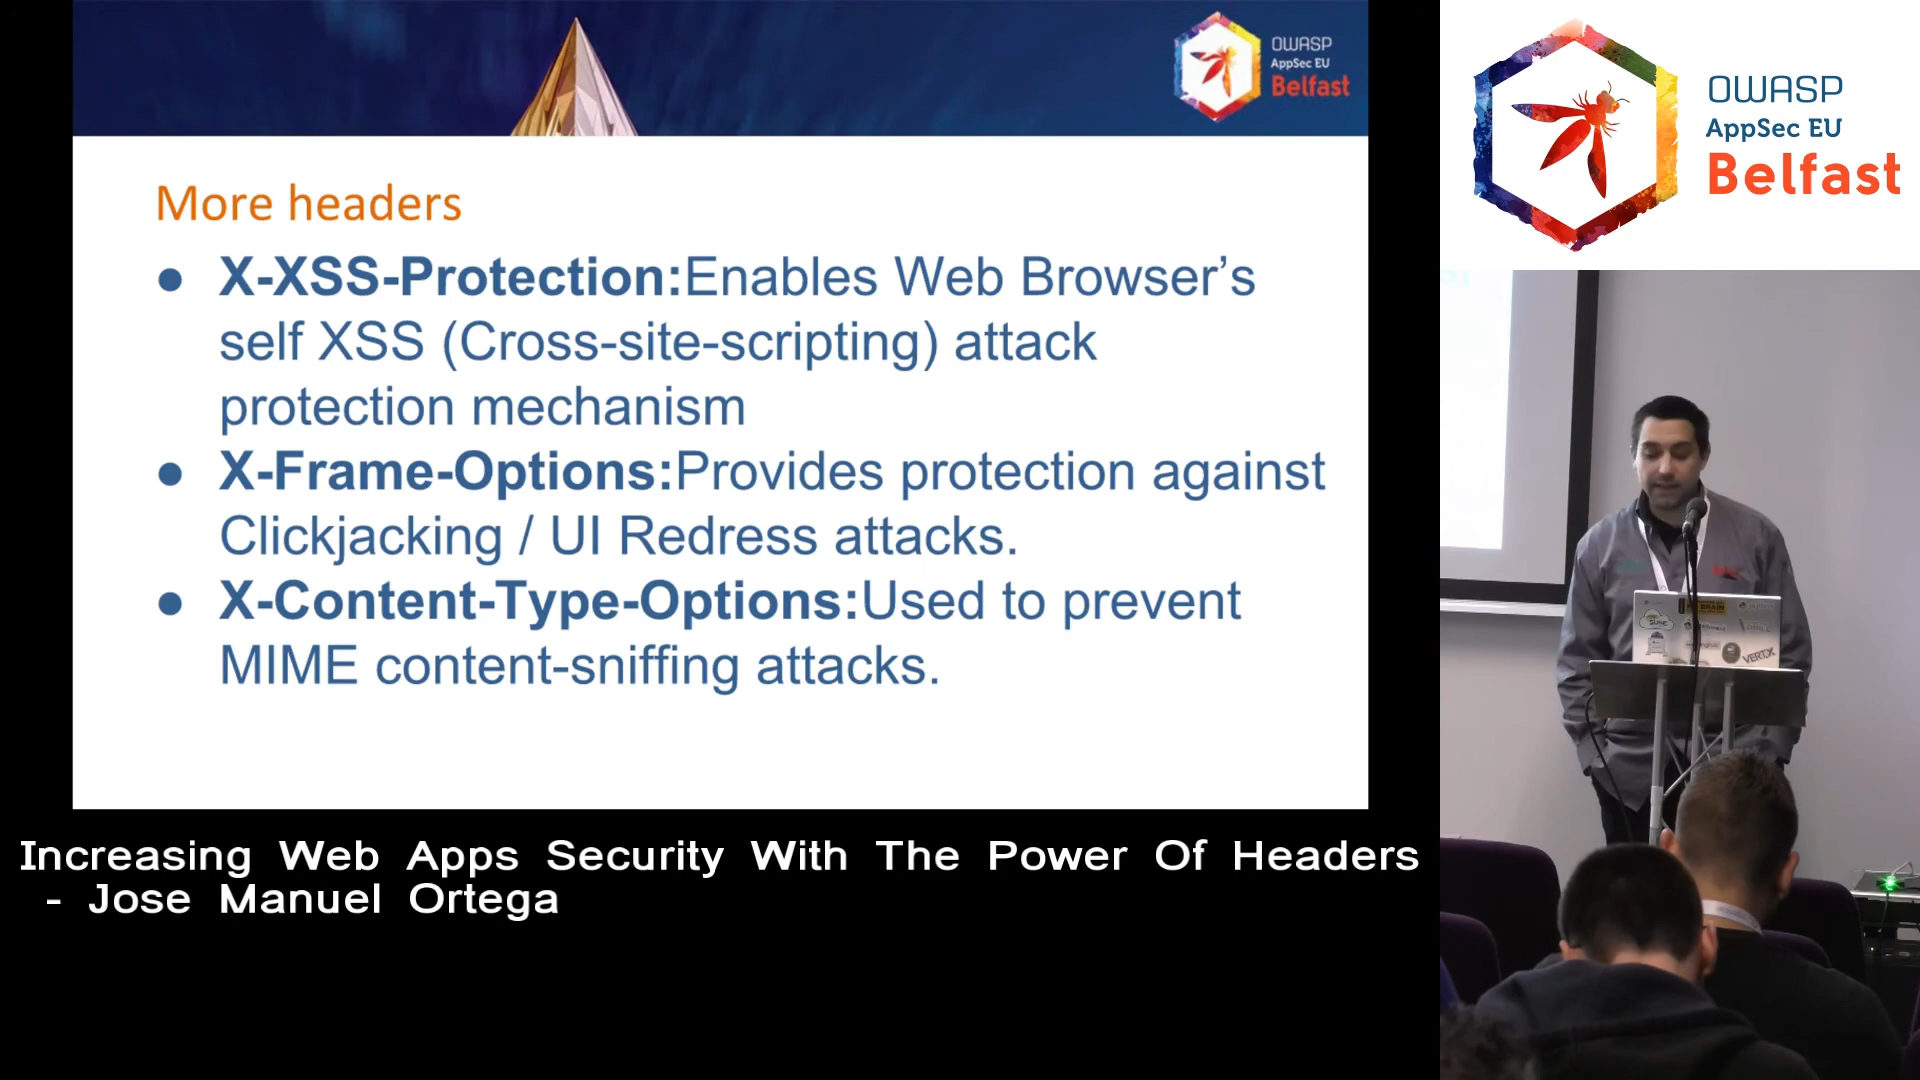 OWASP
AppSec EU
Belfast
More headers
● X-XSS-Protection:Enables Web Browser’s
self XSS (Cross-site-scripting) attack
protection mechanism
● X-Frame-Options:Provides protection against
Clickjacking / UI Redress attacks.
● X-Content-Type-Options:Used to prevent
MIME content-sniffing attacks.
Increasing Web Apps Security With The Power Of Headers
- Jose Manuel Ortega
OWASP
AppSec EU
Belfast
VERT.X